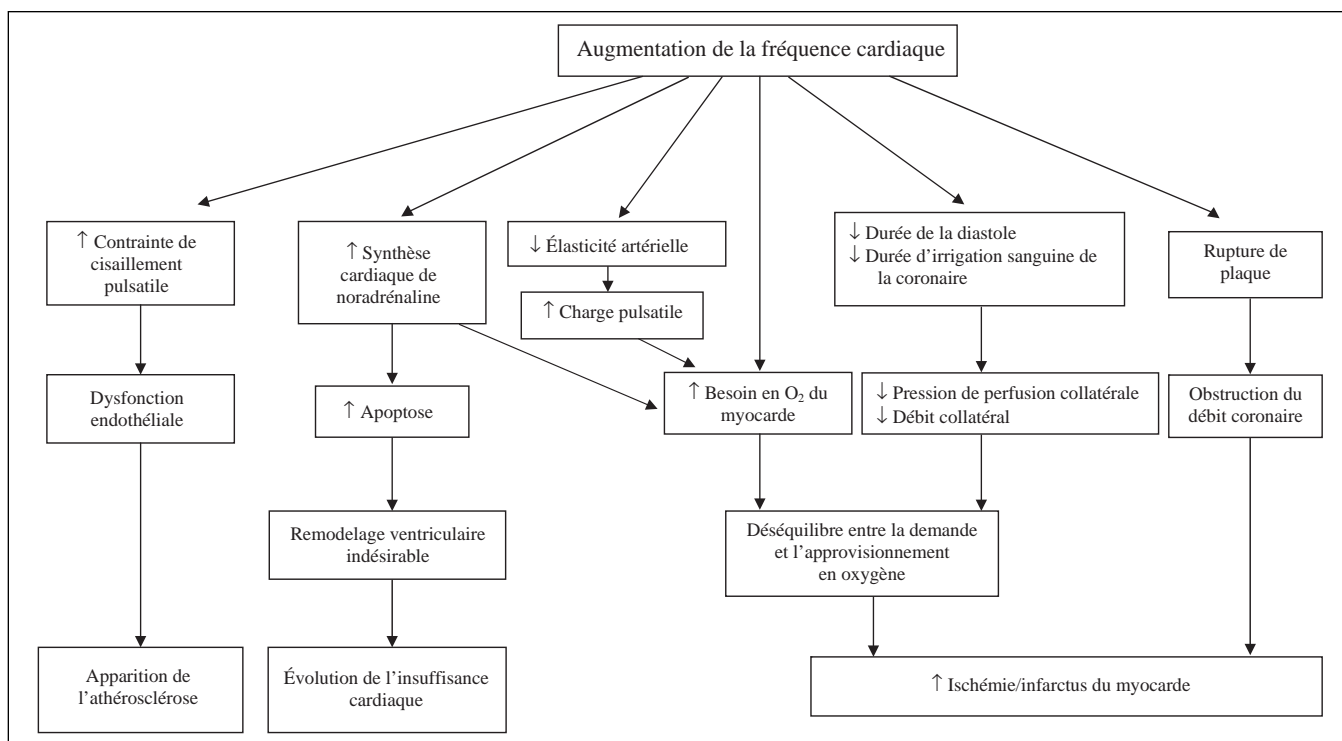 Augmentation de la fréquence cardiaque
↑ Contrainte de
cisaillement
pulsatile
↑ Synthèse
cardiaque de
noradrénaline
↓ Élasticité artérielle
↑ Charge pulsatile
↓ Durée de la diastole
↓ Durée d’irrigation sanguine de
la coronaire
Rupture de
plaque
Dysfonction
endothéliale
↑ Apoptose
↑ Besoin en O₂ du
myocarde
↓ Pression de perfusion collatérale
↓ Débit collatéral
Obstruction du
débit coronaire
Remodelage ventriculaire
indésirable
Déséquilibre entre la demande
et l’approvisionnement
en oxygène
Apparition de
l’athérosclérose
Évolution de l’insuffisance
cardiaque
↑ Ischémie/infarctus du myocarde